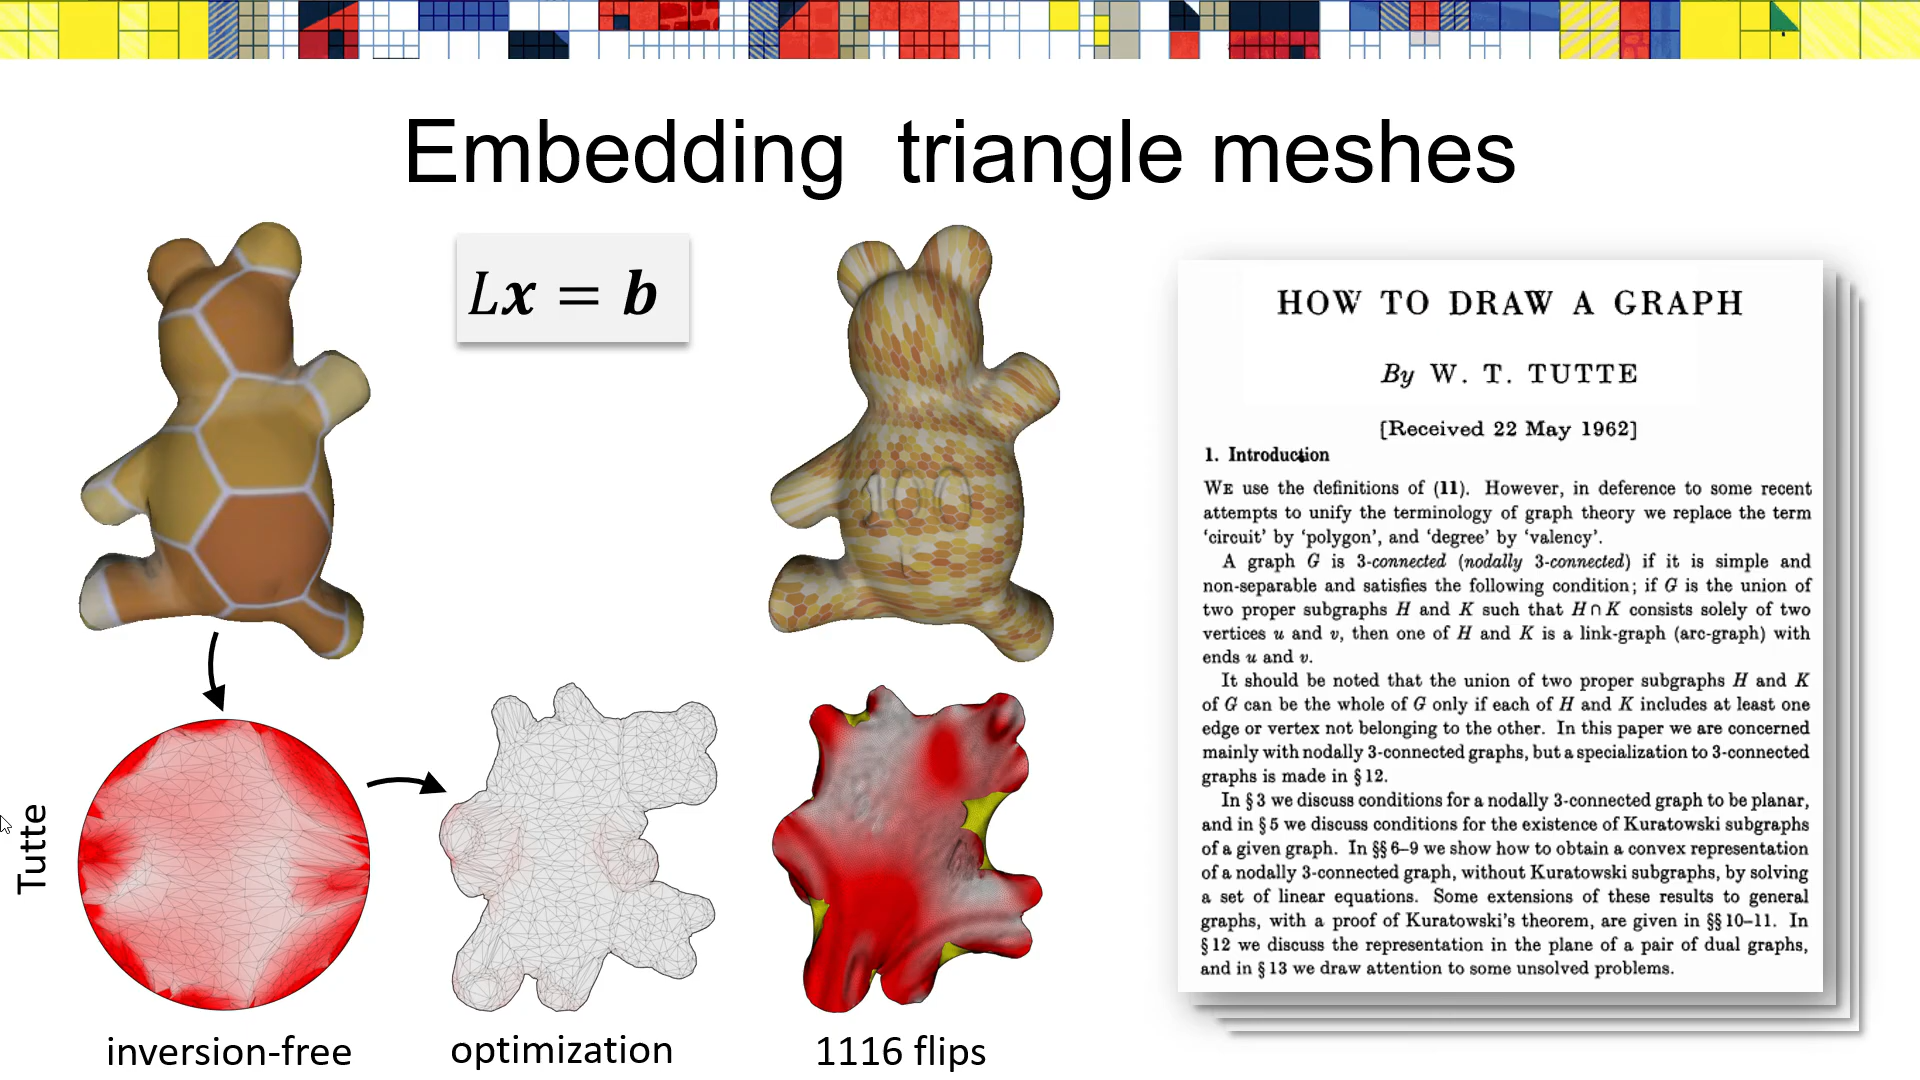 Embedding triangle meshes
Lx = b
100
Tutte
inversion-free
optimization
1116 flips
HOW TO DRAW A GRAPH
By W. T. TUTTE
[Received 22 May 1962]
1. Introduction
WE use the definitions of (11). However, in deference to some recent
attempts to unify the terminology of graph theory we replace the term
‘circuit’ by ‘polygon’, and ‘degree’ by ‘valency’.
A graph G is 3-connected (nodally 3-connected) if it is simple and
non-separable and satisfies the following condition; if G is the union of
two proper subgraphs H and K such that H∩K consists solely of two
vertices u and v, then one of H and K is a link-graph (arc-graph) with
ends u and v.
It should be noted that the union of two proper subgraphs H and K
of G can be the whole of G only if each of H and K includes at least one
edge or vertex not belonging to the other. In this paper we are concerned
mainly with nodally 3-connected graphs, but a specialization to 3-connected
graphs is made in § 12.
In § 3 we discuss conditions for a nodally 3-connected graph to be planar,
and in § 5 we discuss conditions for the existence of Kuratowski subgraphs
of a given graph. In §§ 6–9 we show how to obtain a convex representation
of a nodally 3-connected graph, without Kuratowski subgraphs, by solving
a set of linear equations. Some extensions of these results to general
graphs, with a proof of Kuratowski's theorem, are given in §§ 10–11. In
§ 12 we discuss the representation in the plane of a pair of dual graphs,
and in § 13 we draw attention to some unsolved problems.